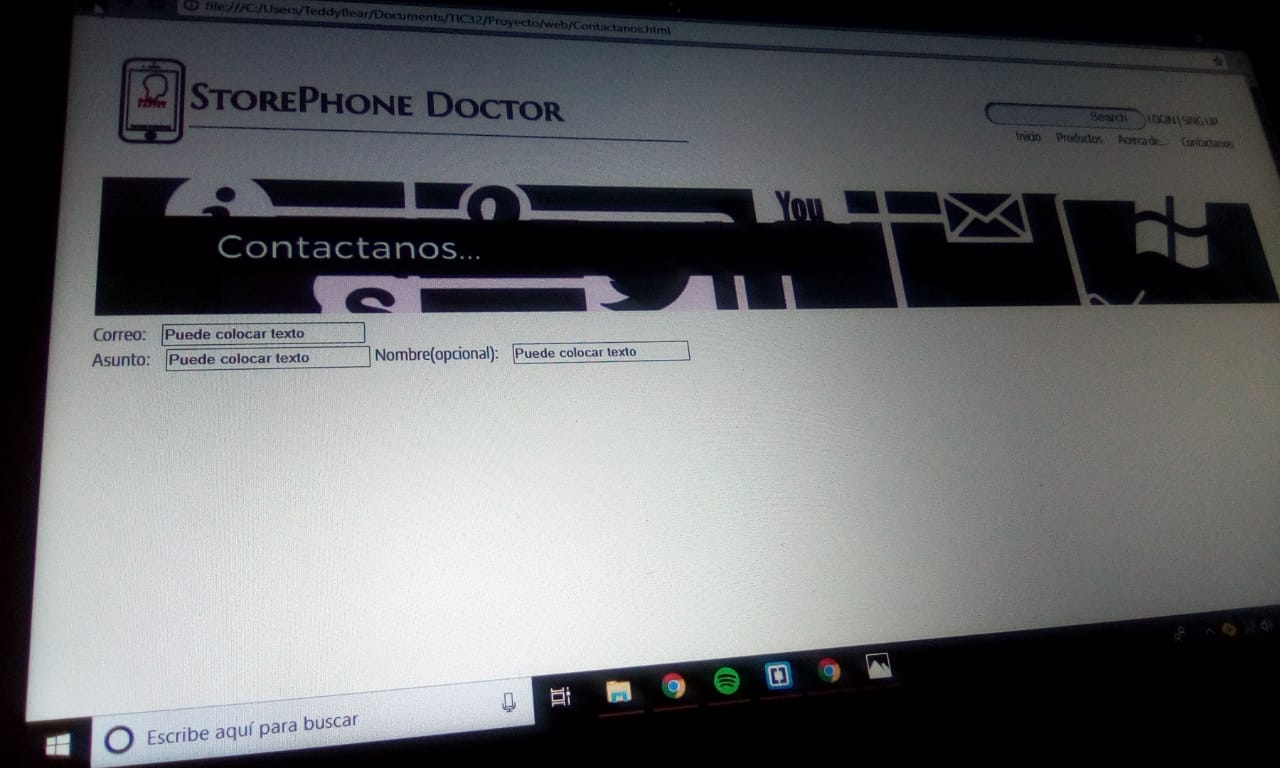 file:///C:/Users/TeddyBear/Documents/TIC32/Proyecto/web/Contactanos.html
STOREPHONE DOCTOR
Search LOGIN | SING UP
Inicio Productos Acerca de... Contactanos
You
Contactanos...
Correo: Puede colocar texto
Asunto: Puede colocar texto Nombre(opcional): Puede colocar texto
Escribe aquí para buscar